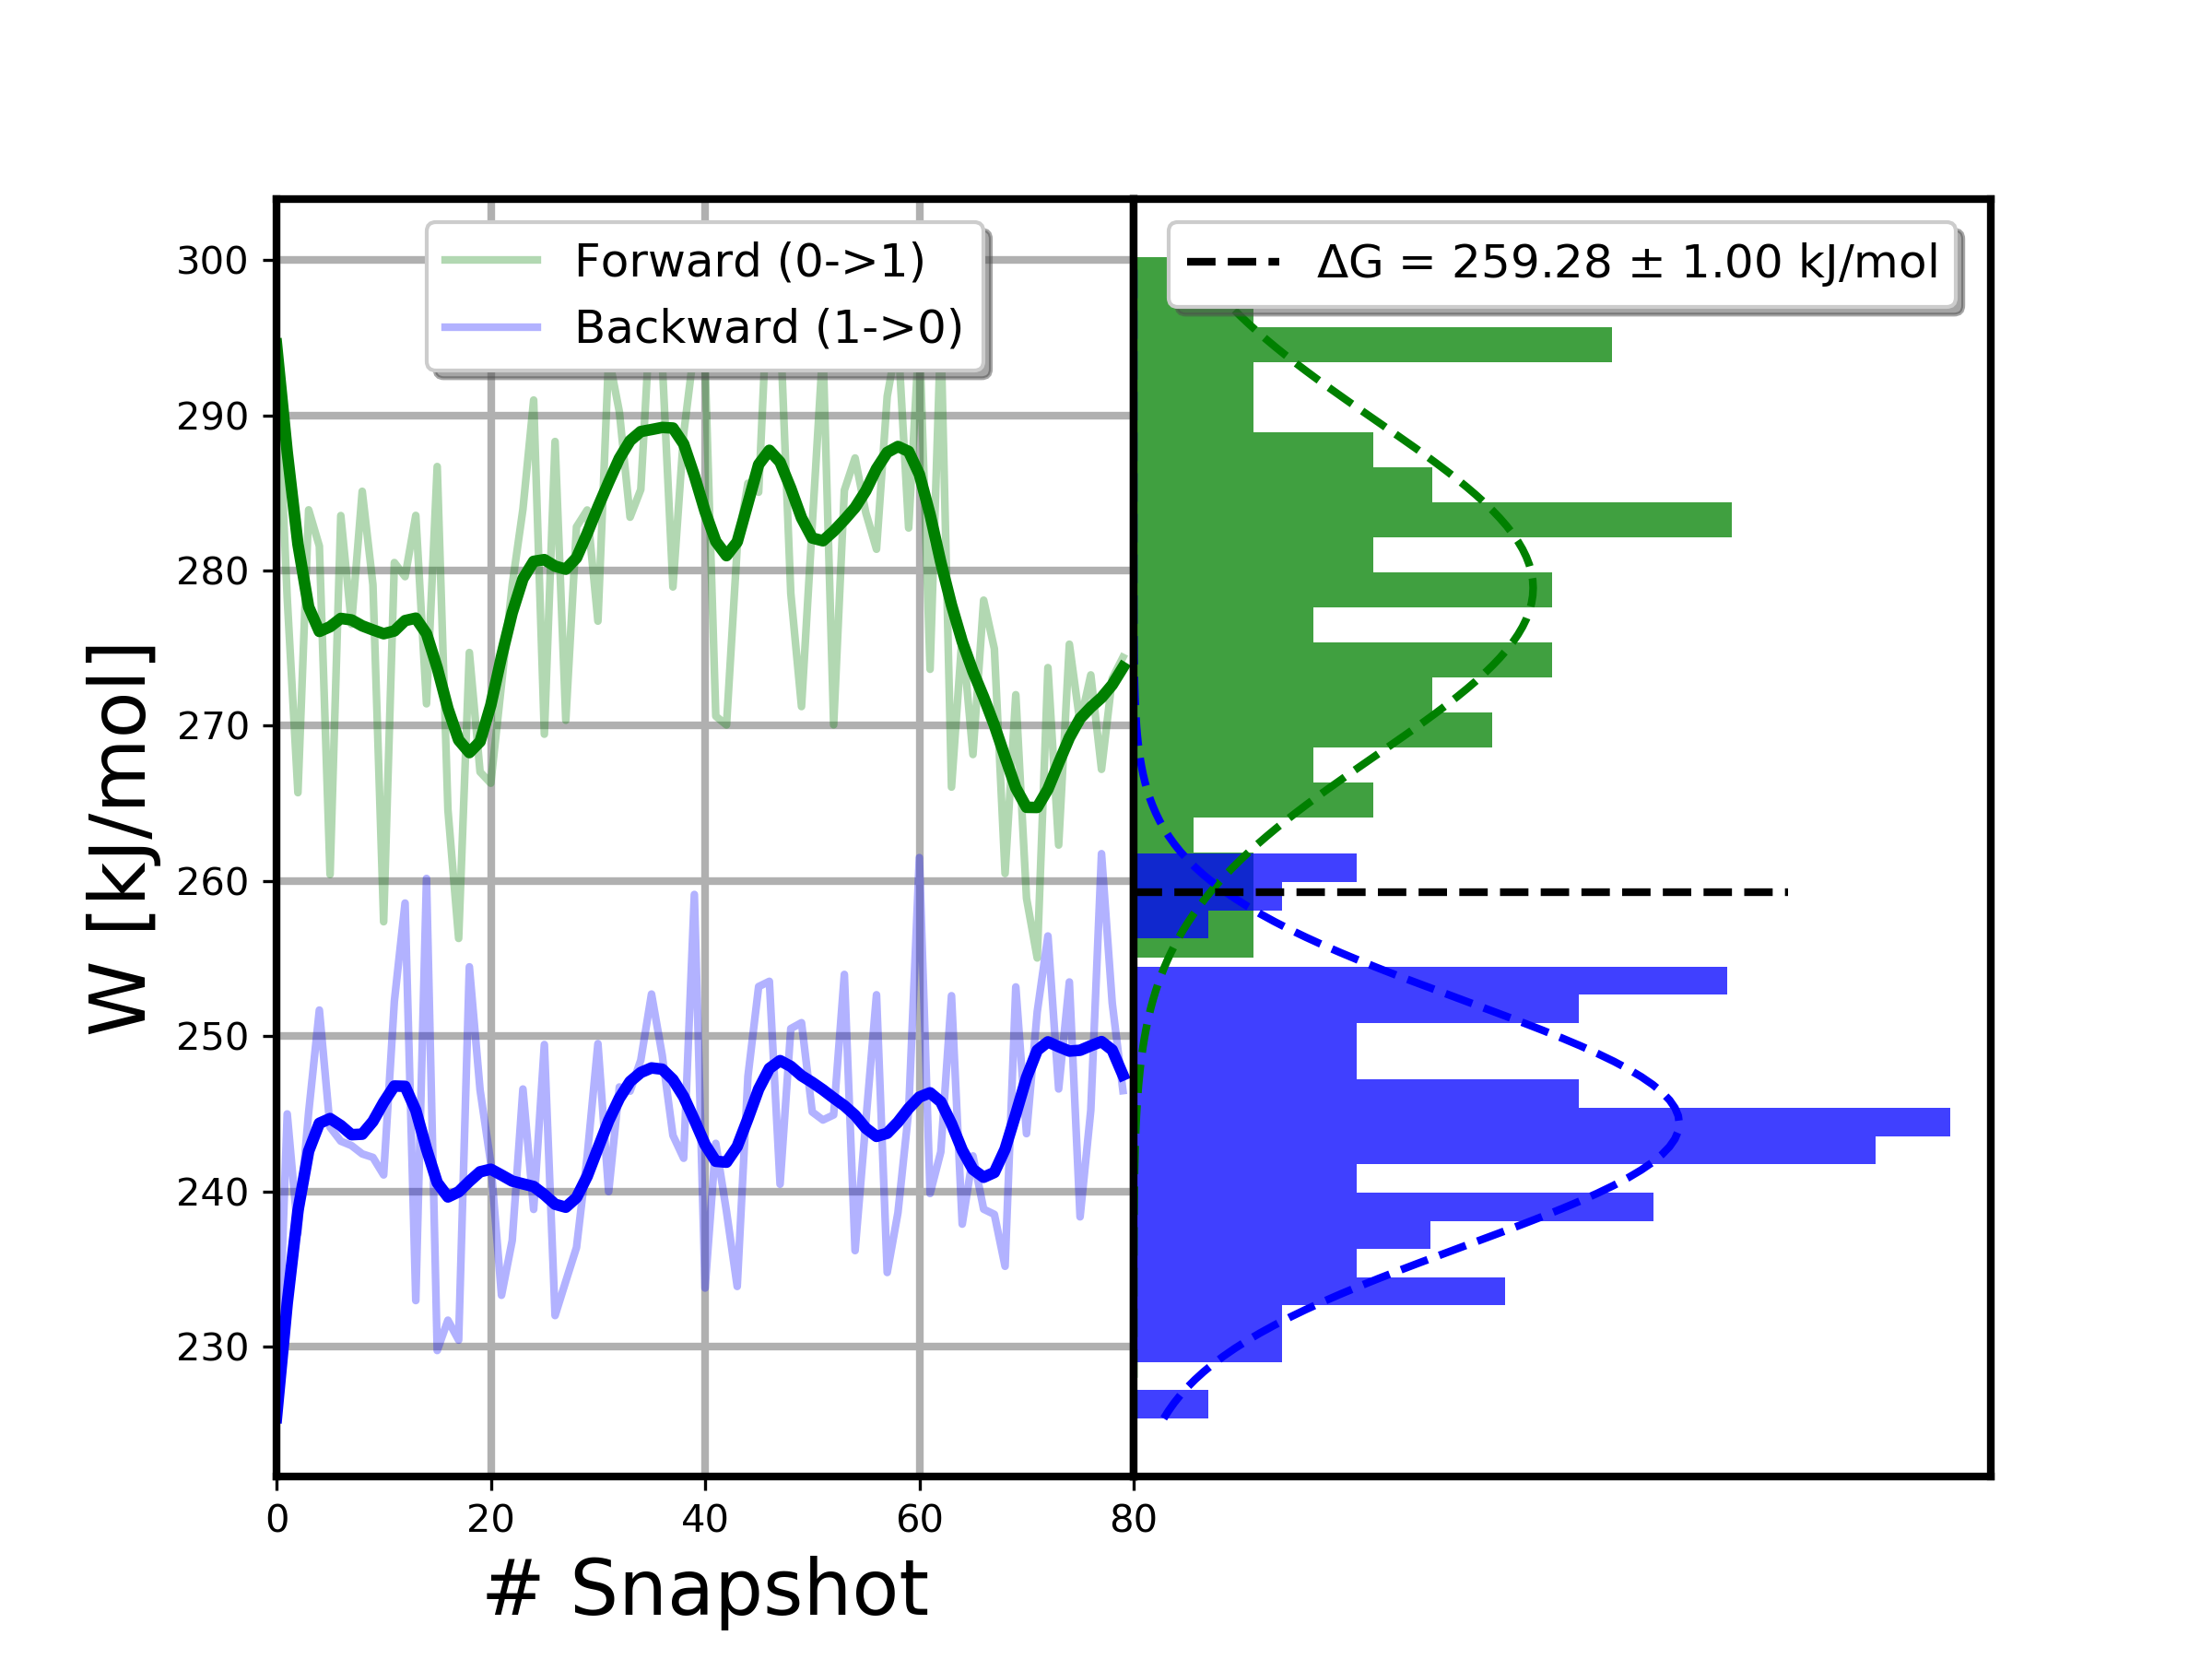 Forward (0->1)
Backward (1->0)
ΔG = 259.28 ± 1.00 kJ/mol
W [kJ/mol]
300
290
280
270
260
250
240
230
0 20 40 60 80
# Snapshot